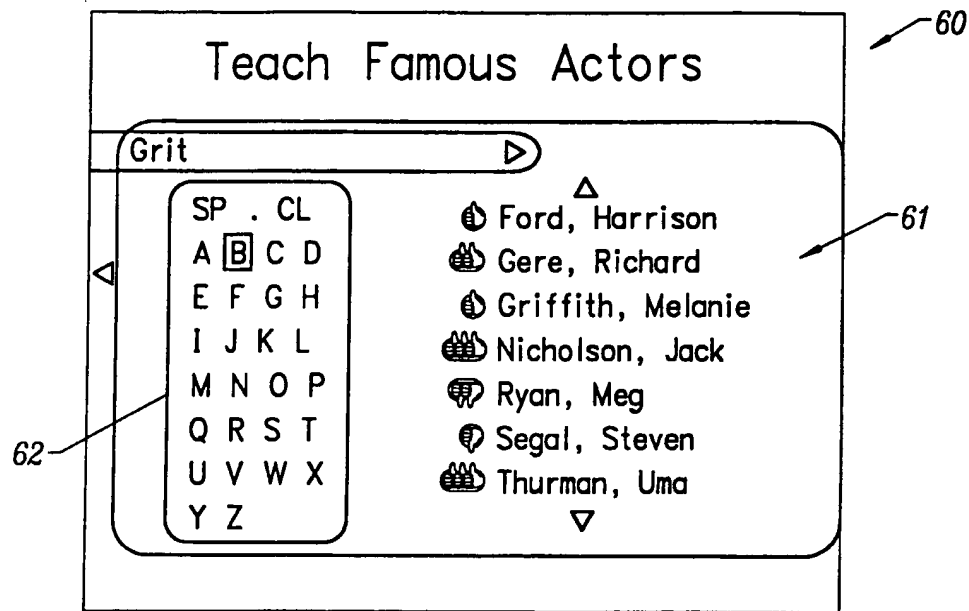 60
Teach Famous Actors
Grit
SP . CL
A B C D
E F G H
I J K L
M N O P
Q R S T
U V W X
Y Z
62
Ford, Harrison
Gere, Richard
Griffith, Melanie
Nicholson, Jack
Ryan, Meg
Segal, Steven
Thurman, Uma
61